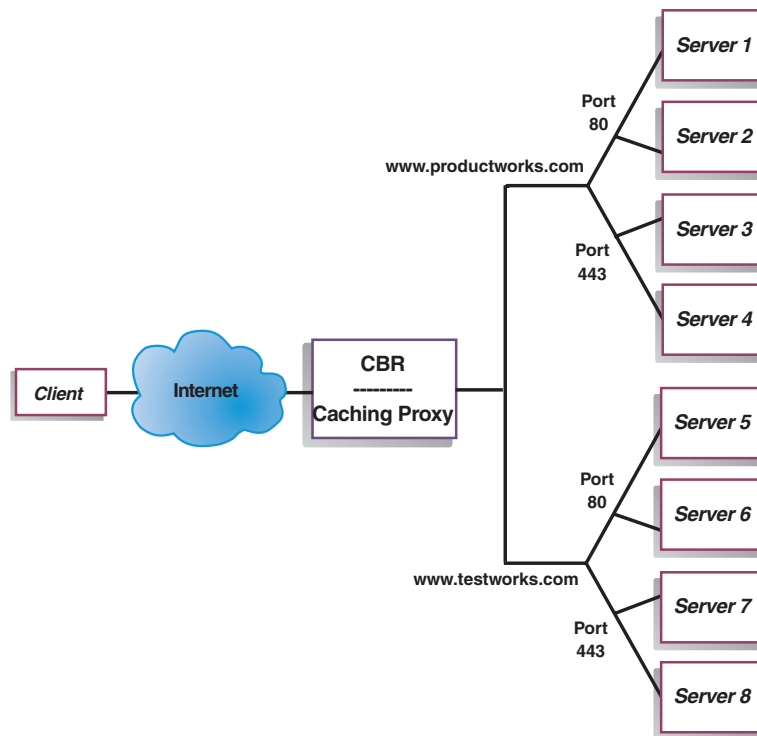 Server 1
Port
80
Server 2
www.productworks.com
Server 3
Port
443
Server 4
Client
Internet
CBR
---------
Caching Proxy
Server 5
Port
80
Server 6
www.testworks.com
Server 7
Port
443
Server 8